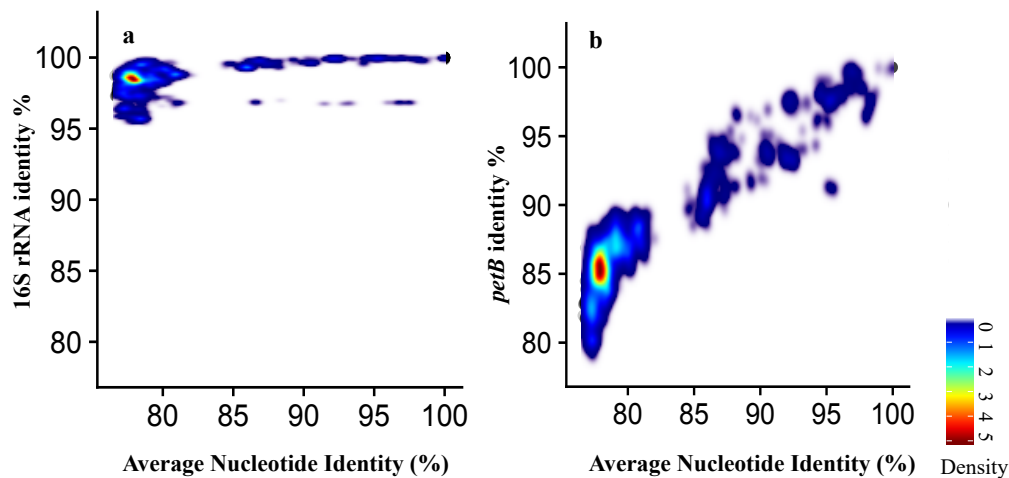 a
100
95
90
85
80
16S rRNA identity %
80 85 90 95 100
Average Nucleotide Identity (%)
b
100
95
90
85
80
petB identity %
80 85 90 95 100
Average Nucleotide Identity (%)
0 1 2 3 4 5
Density